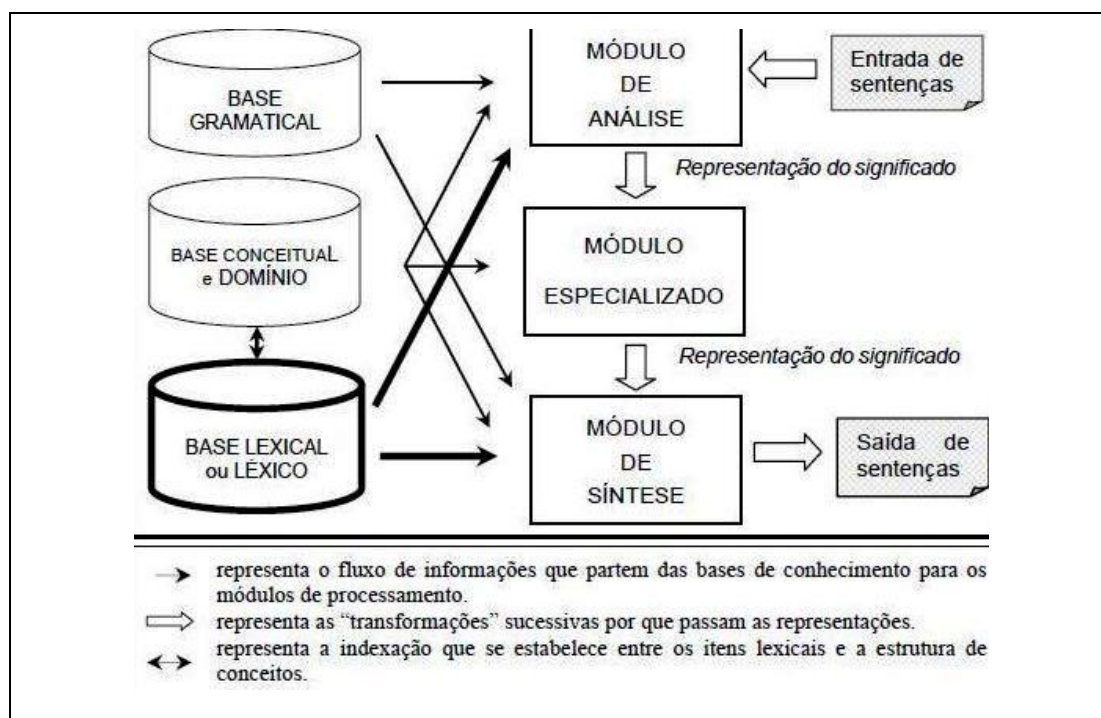 BASE
GRAMATICAL
MÓDULO
DE
ANÁLISE
Entrada de
sentenças
Representação do significado
BASE CONCEITUAL
e DOMÍNIO
MÓDULO
ESPECIALIZADO
Representação do significado
BASE LEXICAL
ou LÉXICO
MÓDULO
DE
SÍNTESE
Saída de
sentenças
representa o fluxo de informações que partem das bases de conhecimento para os
módulos de processamento.
representa as “transformações” sucessivas por que passam as representações.
representa a indexação que se estabelece entre os itens lexicais e a estrutura de
conceitos.